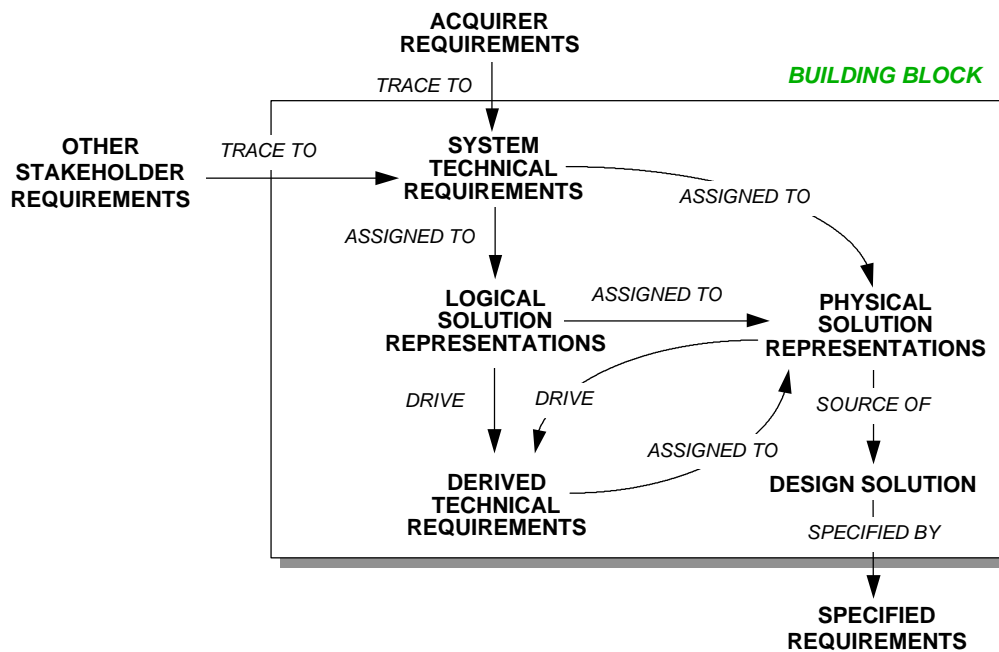 ACQUIRER
REQUIREMENTS
TRACE TO
BUILDING BLOCK
OTHER
STAKEHOLDER
REQUIREMENTS
TRACE TO
SYSTEM
TECHNICAL
REQUIREMENTS
ASSIGNED TO
ASSIGNED TO
LOGICAL
SOLUTION
REPRESENTATIONS
ASSIGNED TO
PHYSICAL
SOLUTION
REPRESENTATIONS
DRIVE
DRIVE
SOURCE OF
ASSIGNED TO
DERIVED
TECHNICAL
REQUIREMENTS
DESIGN SOLUTION
SPECIFIED BY
SPECIFIED
REQUIREMENTS